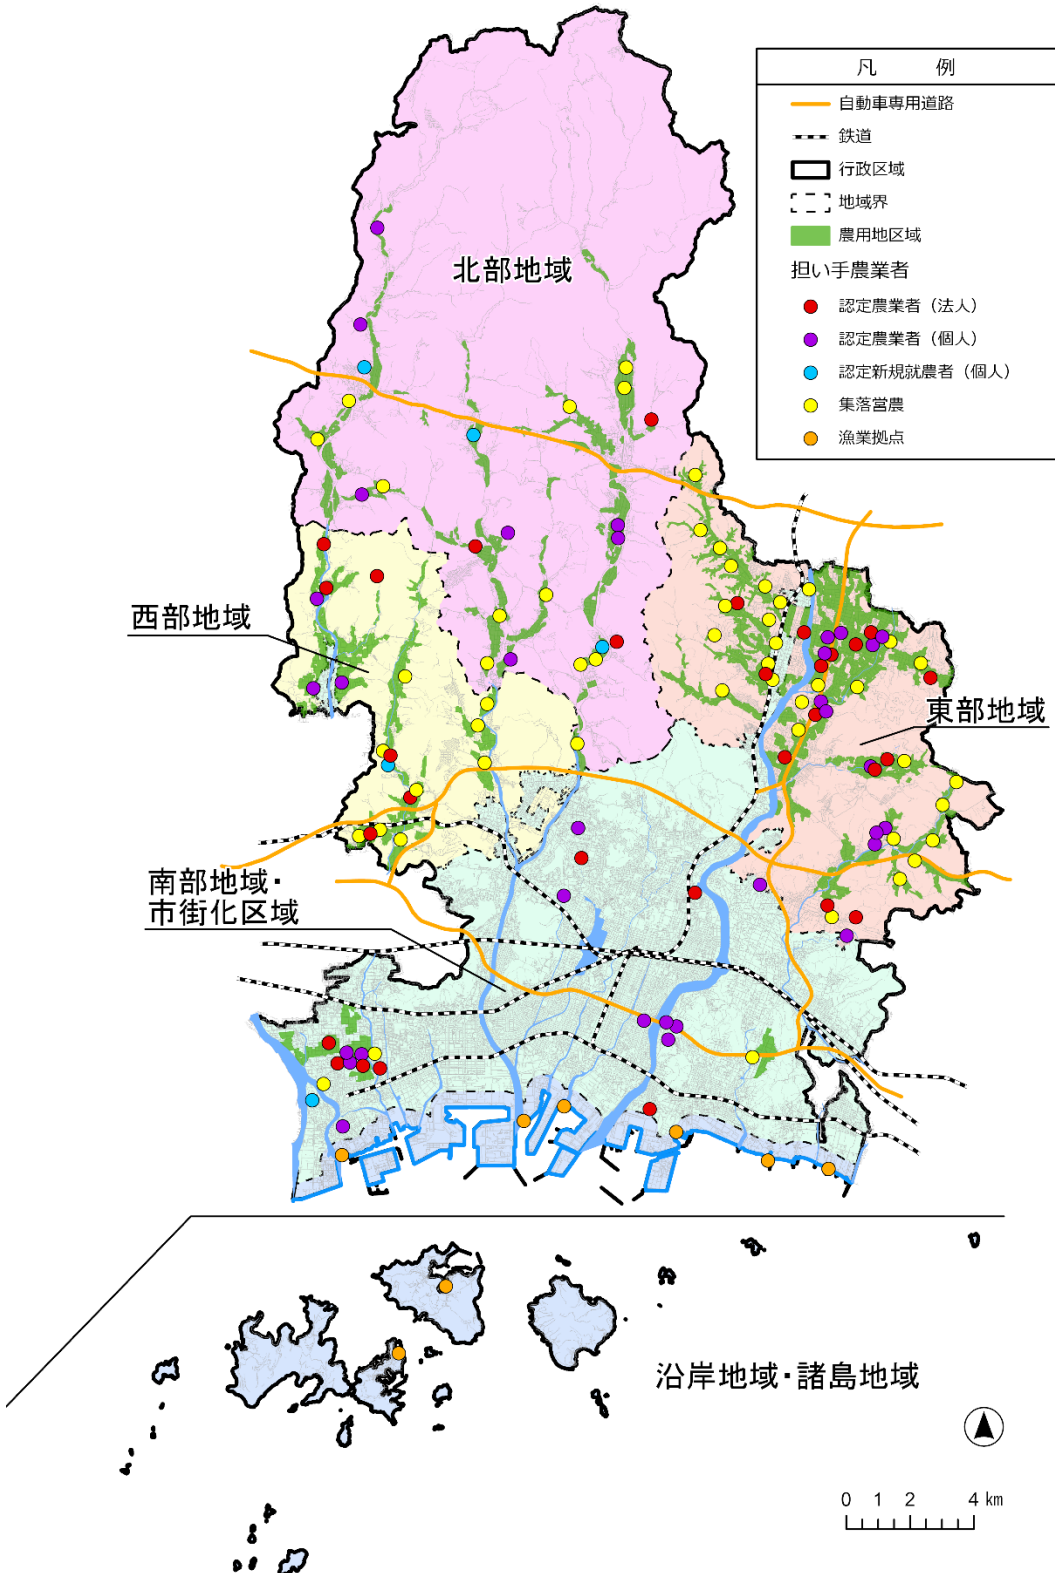 凡　例
自動車専用道路
鉄道
行政区域
地域界
農用地区域
担い手農業者
認定農業者（法人）
認定農業者（個人）
認定新規就農者（個人）
集落営農
漁業拠点
北部地域
西部地域
東部地域
南部地域・
市街化区域
沿岸地域・諸島地域
0 1 2 4 km